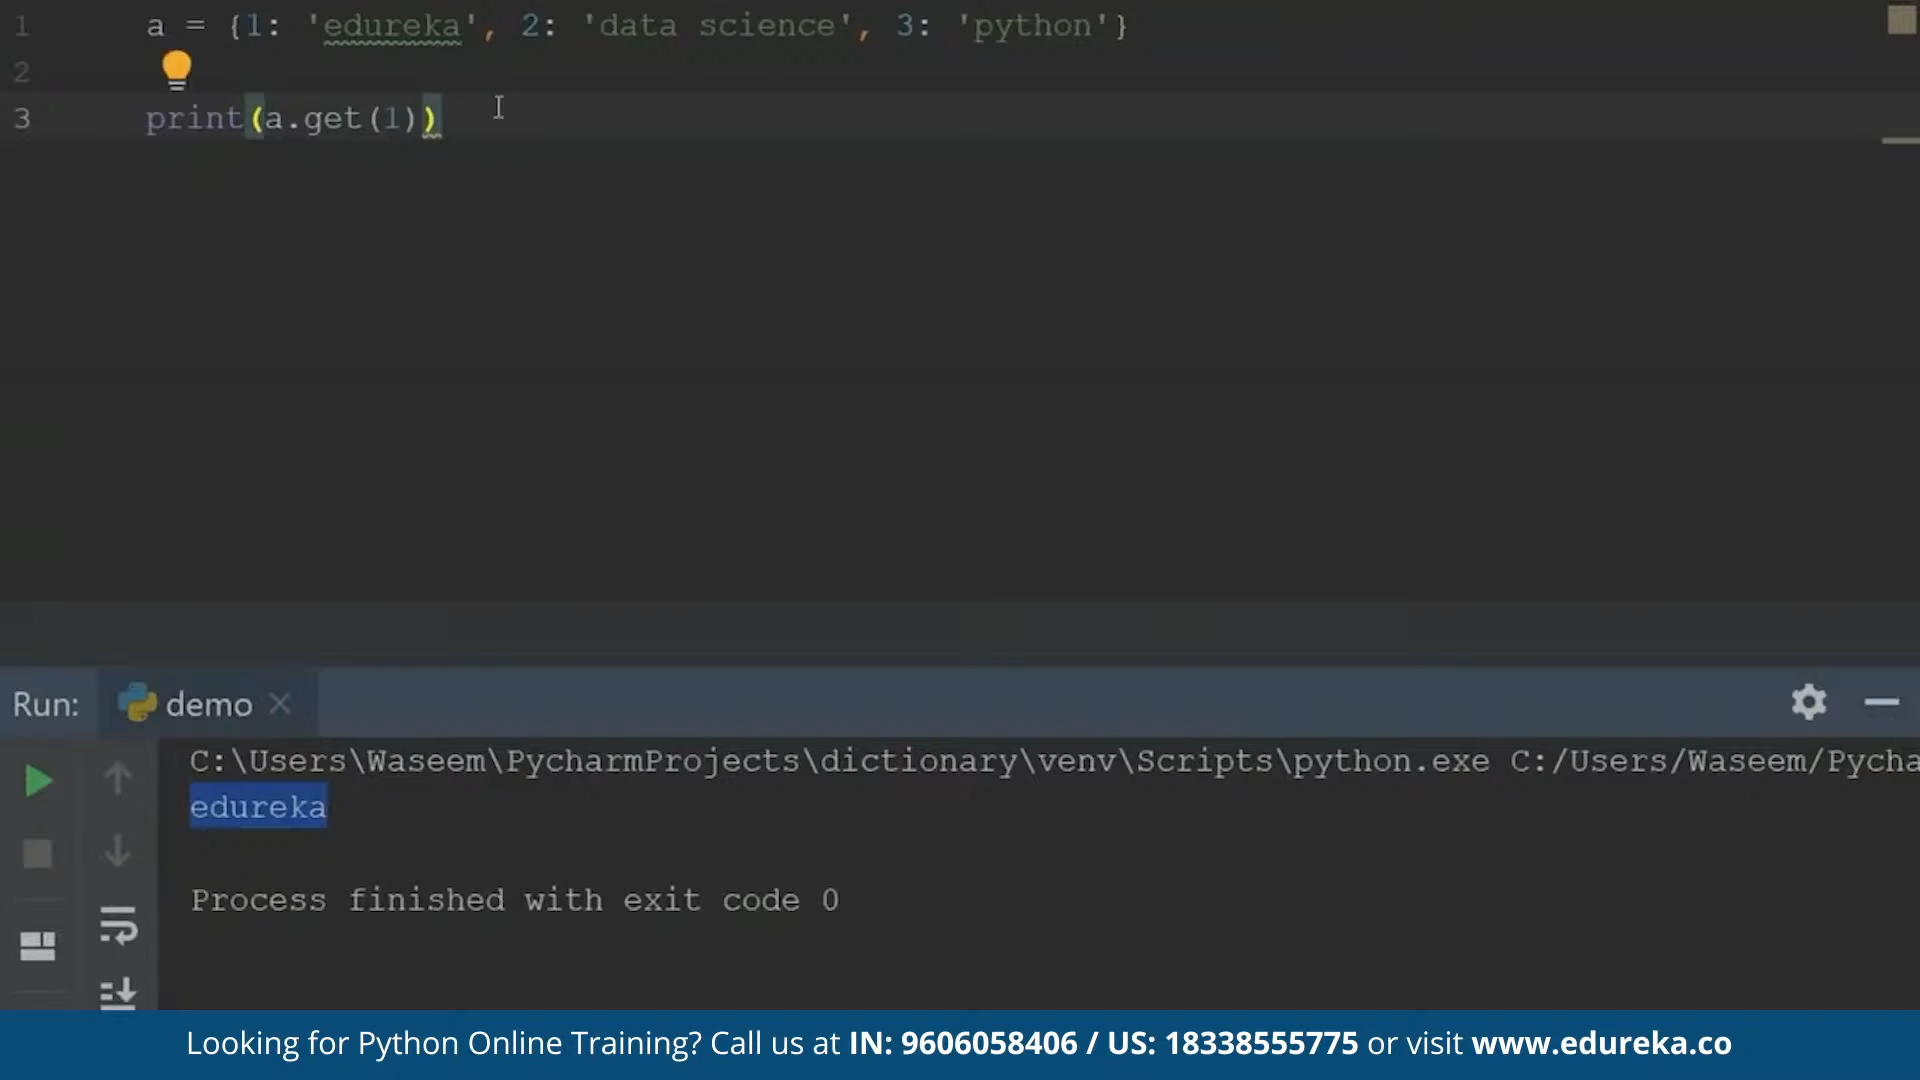 1 a = {1: 'edureka', 2: 'data science', 3: 'python'}
2
3 print(a.get(1))
Run: demo
C:\Users\Waseem\PycharmProjects\dictionary\venv\Scripts\python.exe C:/Users/Waseem/Pycha
edureka
Process finished with exit code 0
Looking for Python Online Training? Call us at IN: 9606058406 / US: 18338555775 or visit www.edureka.co